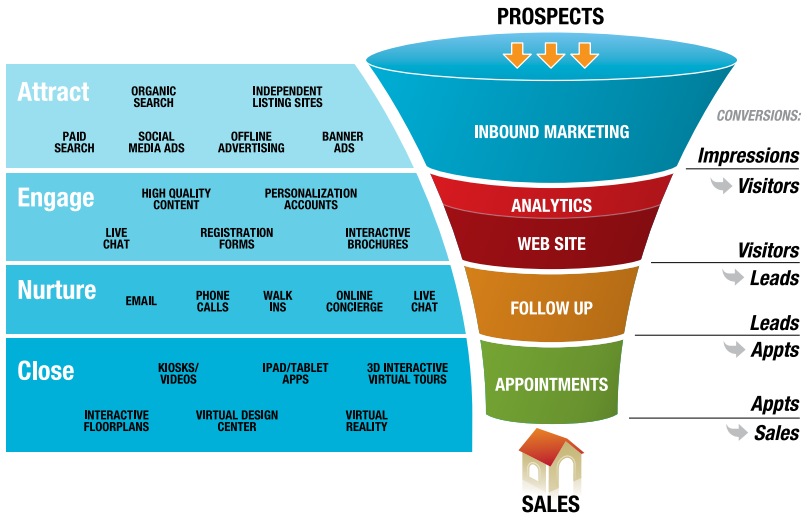 PROSPECTS
Attract
ORGANIC
SEARCH
INDEPENDENT
LISTING SITES
PAID
SEARCH
SOCIAL
MEDIA ADS
OFFLINE
ADVERTISING
BANNER
ADS
INBOUND MARKETING
CONVERSIONS:
Impressions
Visitors
Engage
HIGH QUALITY
CONTENT
PERSONALIZATION
ACCOUNTS
LIVE
CHAT
REGISTRATION
FORMS
INTERACTIVE
BROCHURES
ANALYTICS
WEB SITE
Visitors
Leads
Nurture
EMAIL
PHONE
CALLS
WALK
INS
ONLINE
CONCIERGE
LIVE
CHAT
FOLLOW UP
Leads
Appts
Close
KIOSKS/
VIDEOS
IPAD/TABLET
APPS
3D INTERACTIVE
VIRTUAL TOURS
INTERACTIVE
FLOORPLANS
VIRTUAL DESIGN
CENTER
VIRTUAL
REALITY
APPOINTMENTS
Appts
Sales
SALES